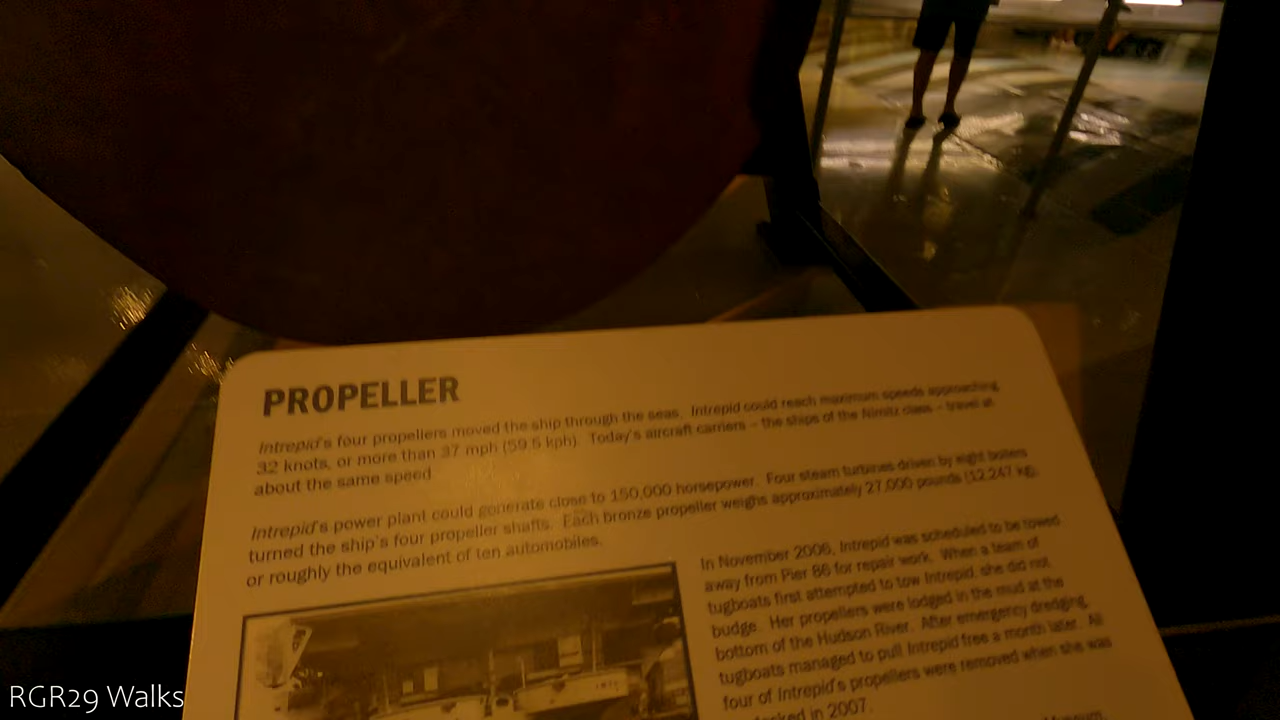 PROPELLER
Intrepid's four propellers moved the ship through the seas. Intrepid could reach maximum speeds approaching
32 knots, or more than 37 mph (59.5 kph). Today's aircraft carriers – the ships of the Nimitz class – travel at
about the same speed.
Intrepid's power plant could generate close to 150,000 horsepower. Four steam turbines driven by eight boilers
turned the ship's four propeller shafts. Each bronze propeller weighs approximately 27,000 pounds (12,247 kg),
or roughly the equivalent of ten automobiles.
In November 2006, Intrepid was scheduled to be towed
away from Pier 86 for repair work. When a team of
tugboats first attempted to tow Intrepid, she did not
budge. Her propellers were lodged in the mud at the
bottom of the Hudson River. After emergency dredging,
tugboats managed to pull Intrepid free a month later. All
four of Intrepid's propellers were removed when she was
in 2007.
Museum
RGR29 Walks